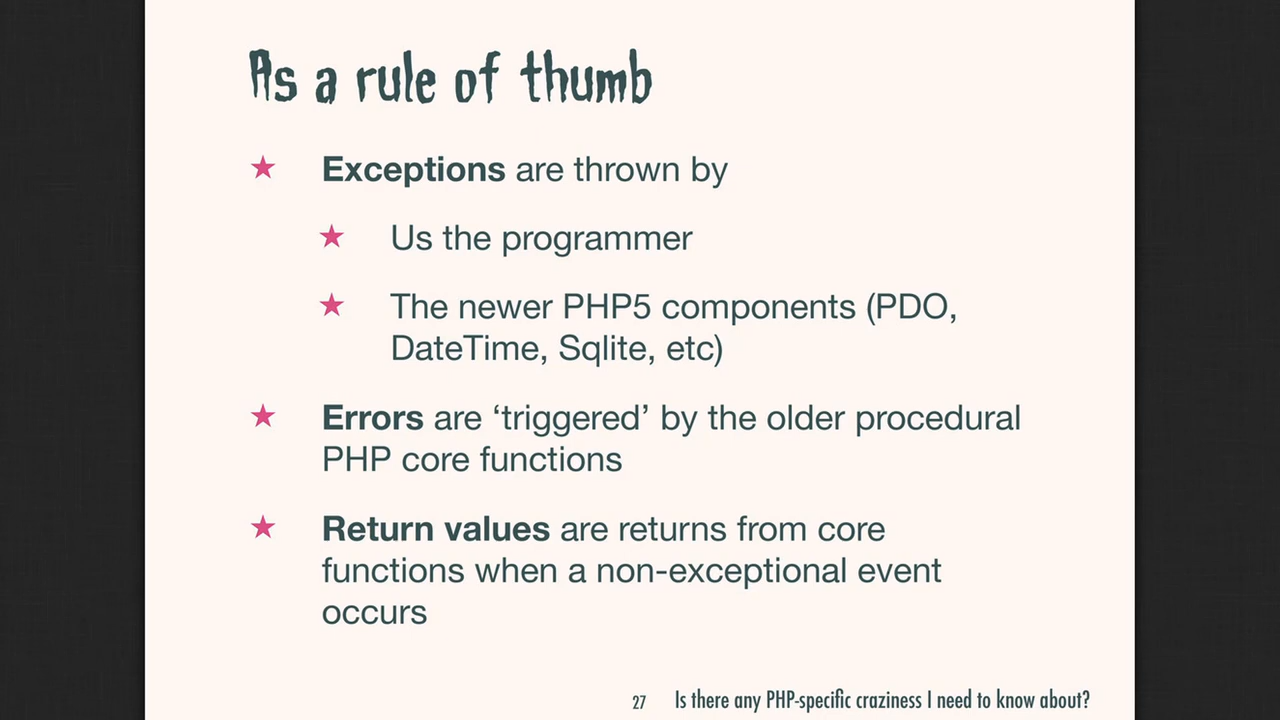 As a rule of thumb
Exceptions are thrown by
Us the programmer
The newer PHP5 components (PDO,
DateTime, Sqlite, etc)
Errors are ‘triggered’ by the older procedural
PHP core functions
Return values are returns from core
functions when a non-exceptional event
occurs
27 Is there any PHP-specific craziness I need to know about?